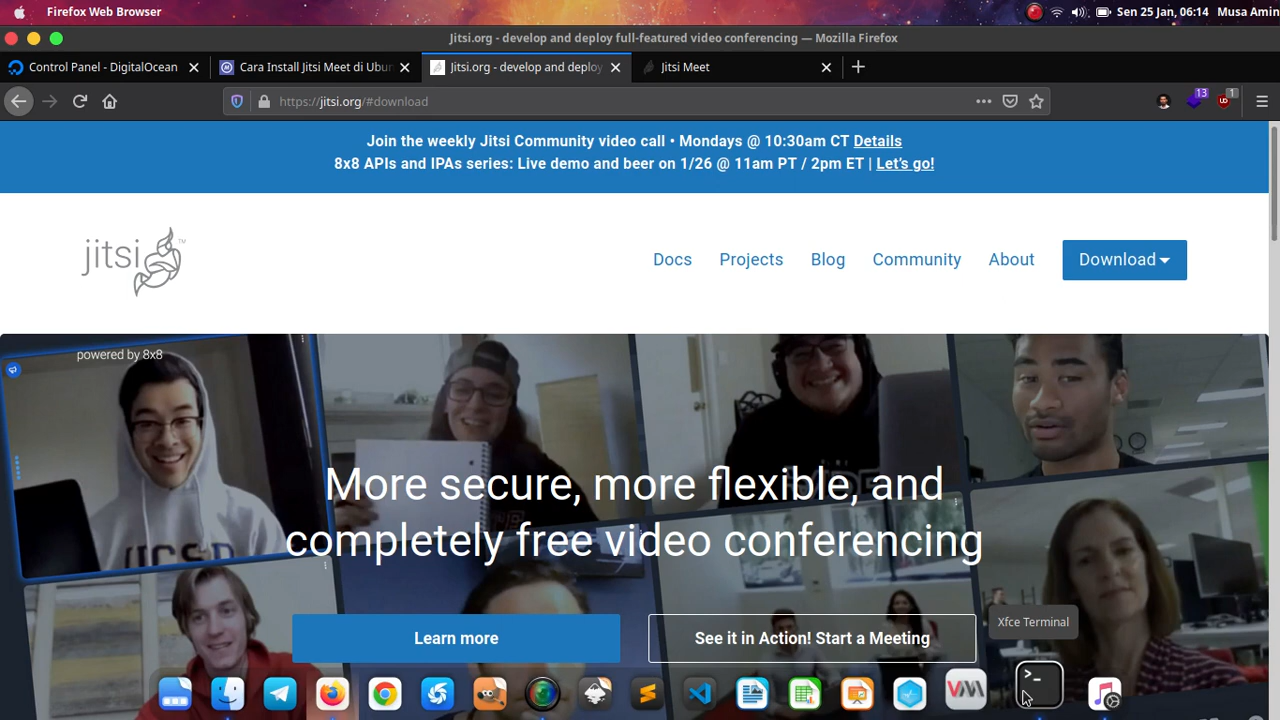 Firefox Web Browser
Sen 25 Jan, 06:14 Musa Amin
Jitsi.org - develop and deploy full-featured video conferencing — Mozilla Firefox
Control Panel - DigitalOcean
Cara Install Jitsi Meet di Ubun
Jitsi.org - develop and deploy
Jitsi Meet
https://jitsi.org/#download
13
1
Join the weekly Jitsi Community video call • Mondays @ 10:30am CT Details
8x8 APIs and IPAs series: Live demo and beer on 1/26 @ 11am PT / 2pm ET | Let's go!
jitsi TM
Docs Projects Blog Community About Download
powered by 8x8
More secure, more flexible, and
completely free video conferencing
Learn more
See it in Action! Start a Meeting
Xfce Terminal